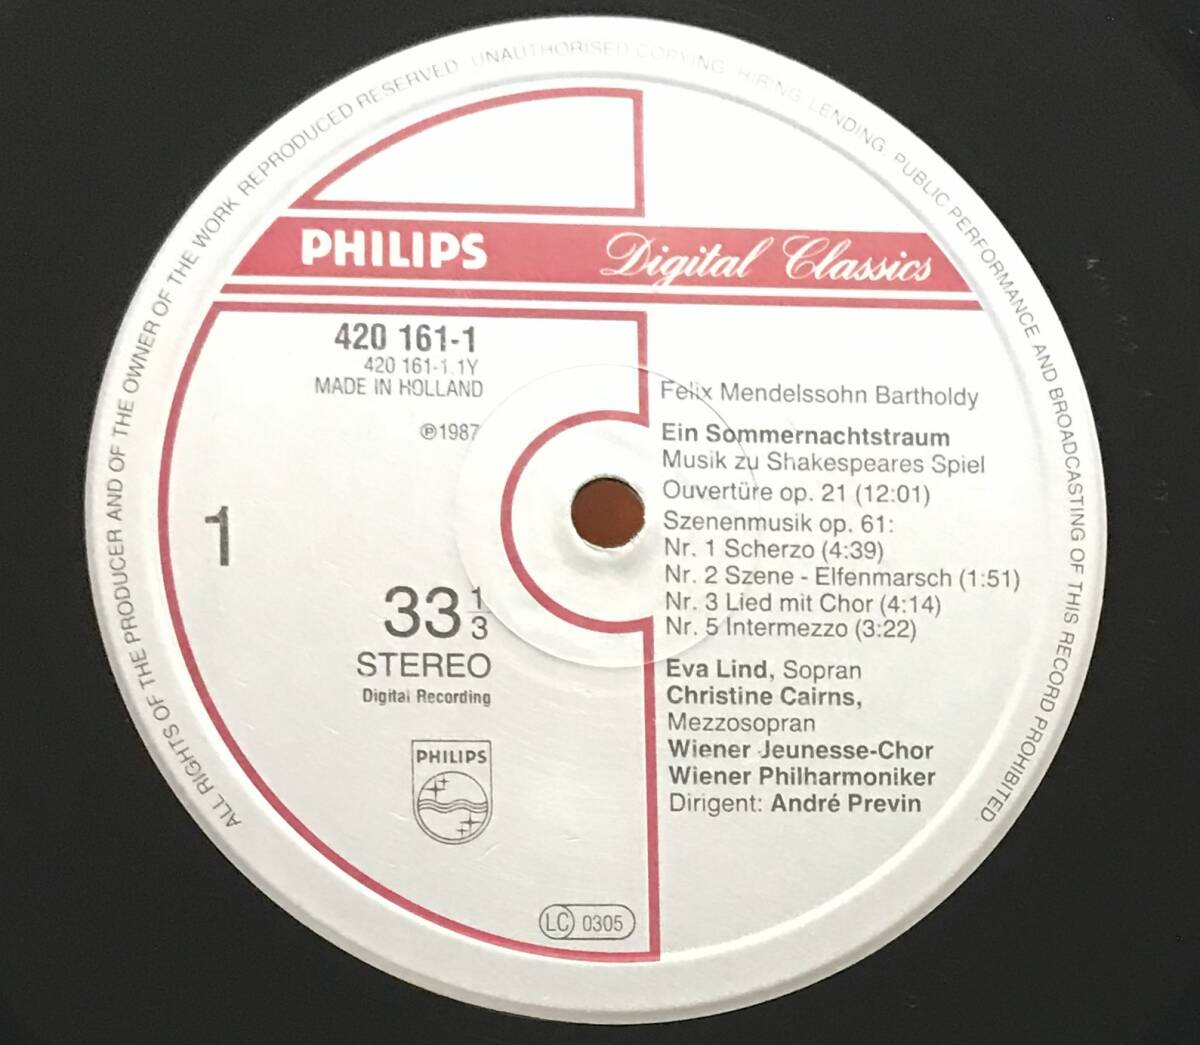 ALL RIGHTS OF THE PRODUCER AND OF THE OWNER OF THE WORK REPRODUCED RESERVED. UNAUTHORISED COPYING, HIRING, LENDING, PUBLIC PERFORMANCE AND BROADCASTING OF THIS RECORD PROHIBITED.
PHILIPS Digital Classics
420 161-1
420 161-1.1Y
MADE IN HOLLAND
℗1987
1
33 1/3
STEREO
Digital Recording
PHILIPS
LC 0305
Felix Mendelssohn Bartholdy
Ein Sommernachtstraum
Musik zu Shakespeares Spiel
Ouvertüre op. 21 (12:01)
Szenenmusik op. 61:
Nr. 1 Scherzo (4:39)
Nr. 2 Szene - Elfenmarsch (1:51)
Nr. 3 Lied mit Chor (4:14)
Nr. 5 Intermezzo (3:22)
Eva Lind, Sopran
Christine Cairns,
Mezzosopran
Wiener Jeunesse-Chor
Wiener Philharmoniker
Dirigent: André Previn